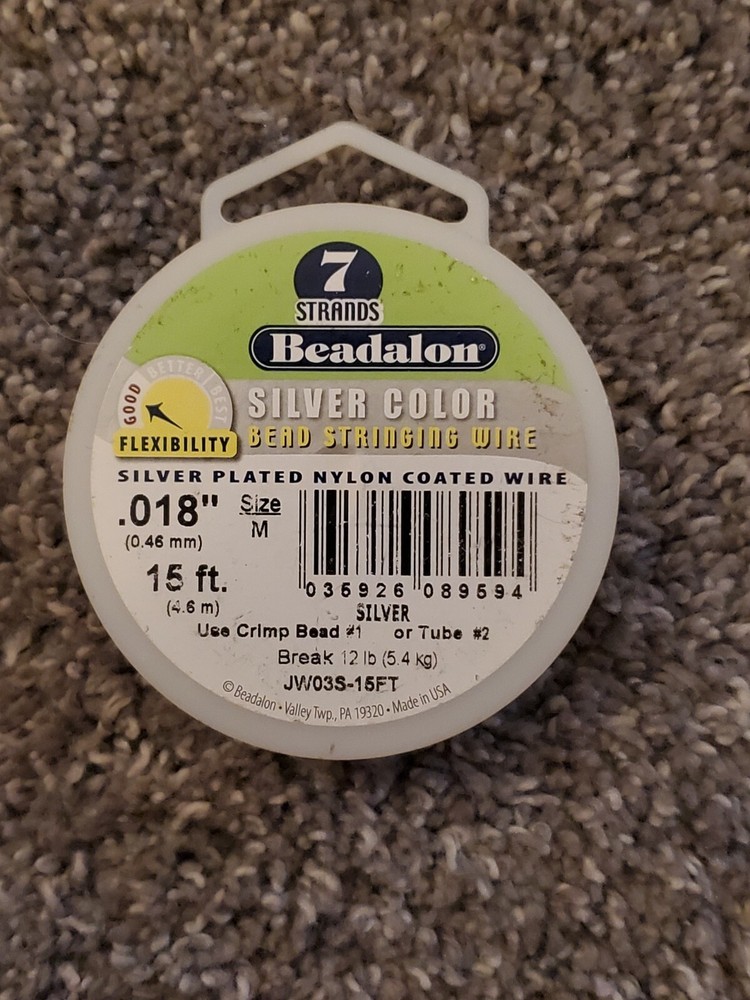 7
STRANDS
Beadalon®
GOOD BETTER BEST
FLEXIBILITY
SILVER COLOR
BEAD STRINGING WIRE
SILVER PLATED NYLON COATED WIRE
.018" Size
(0.46 mm) M
15 ft.
(4.6 m)
0 35926 08959 4
SILVER
Use Crimp Bead #1 or Tube #2
Break 12 lb (5.4 kg)
JW03S-15FT
© Beadalon • Valley Twp., PA 19320 • Made in USA